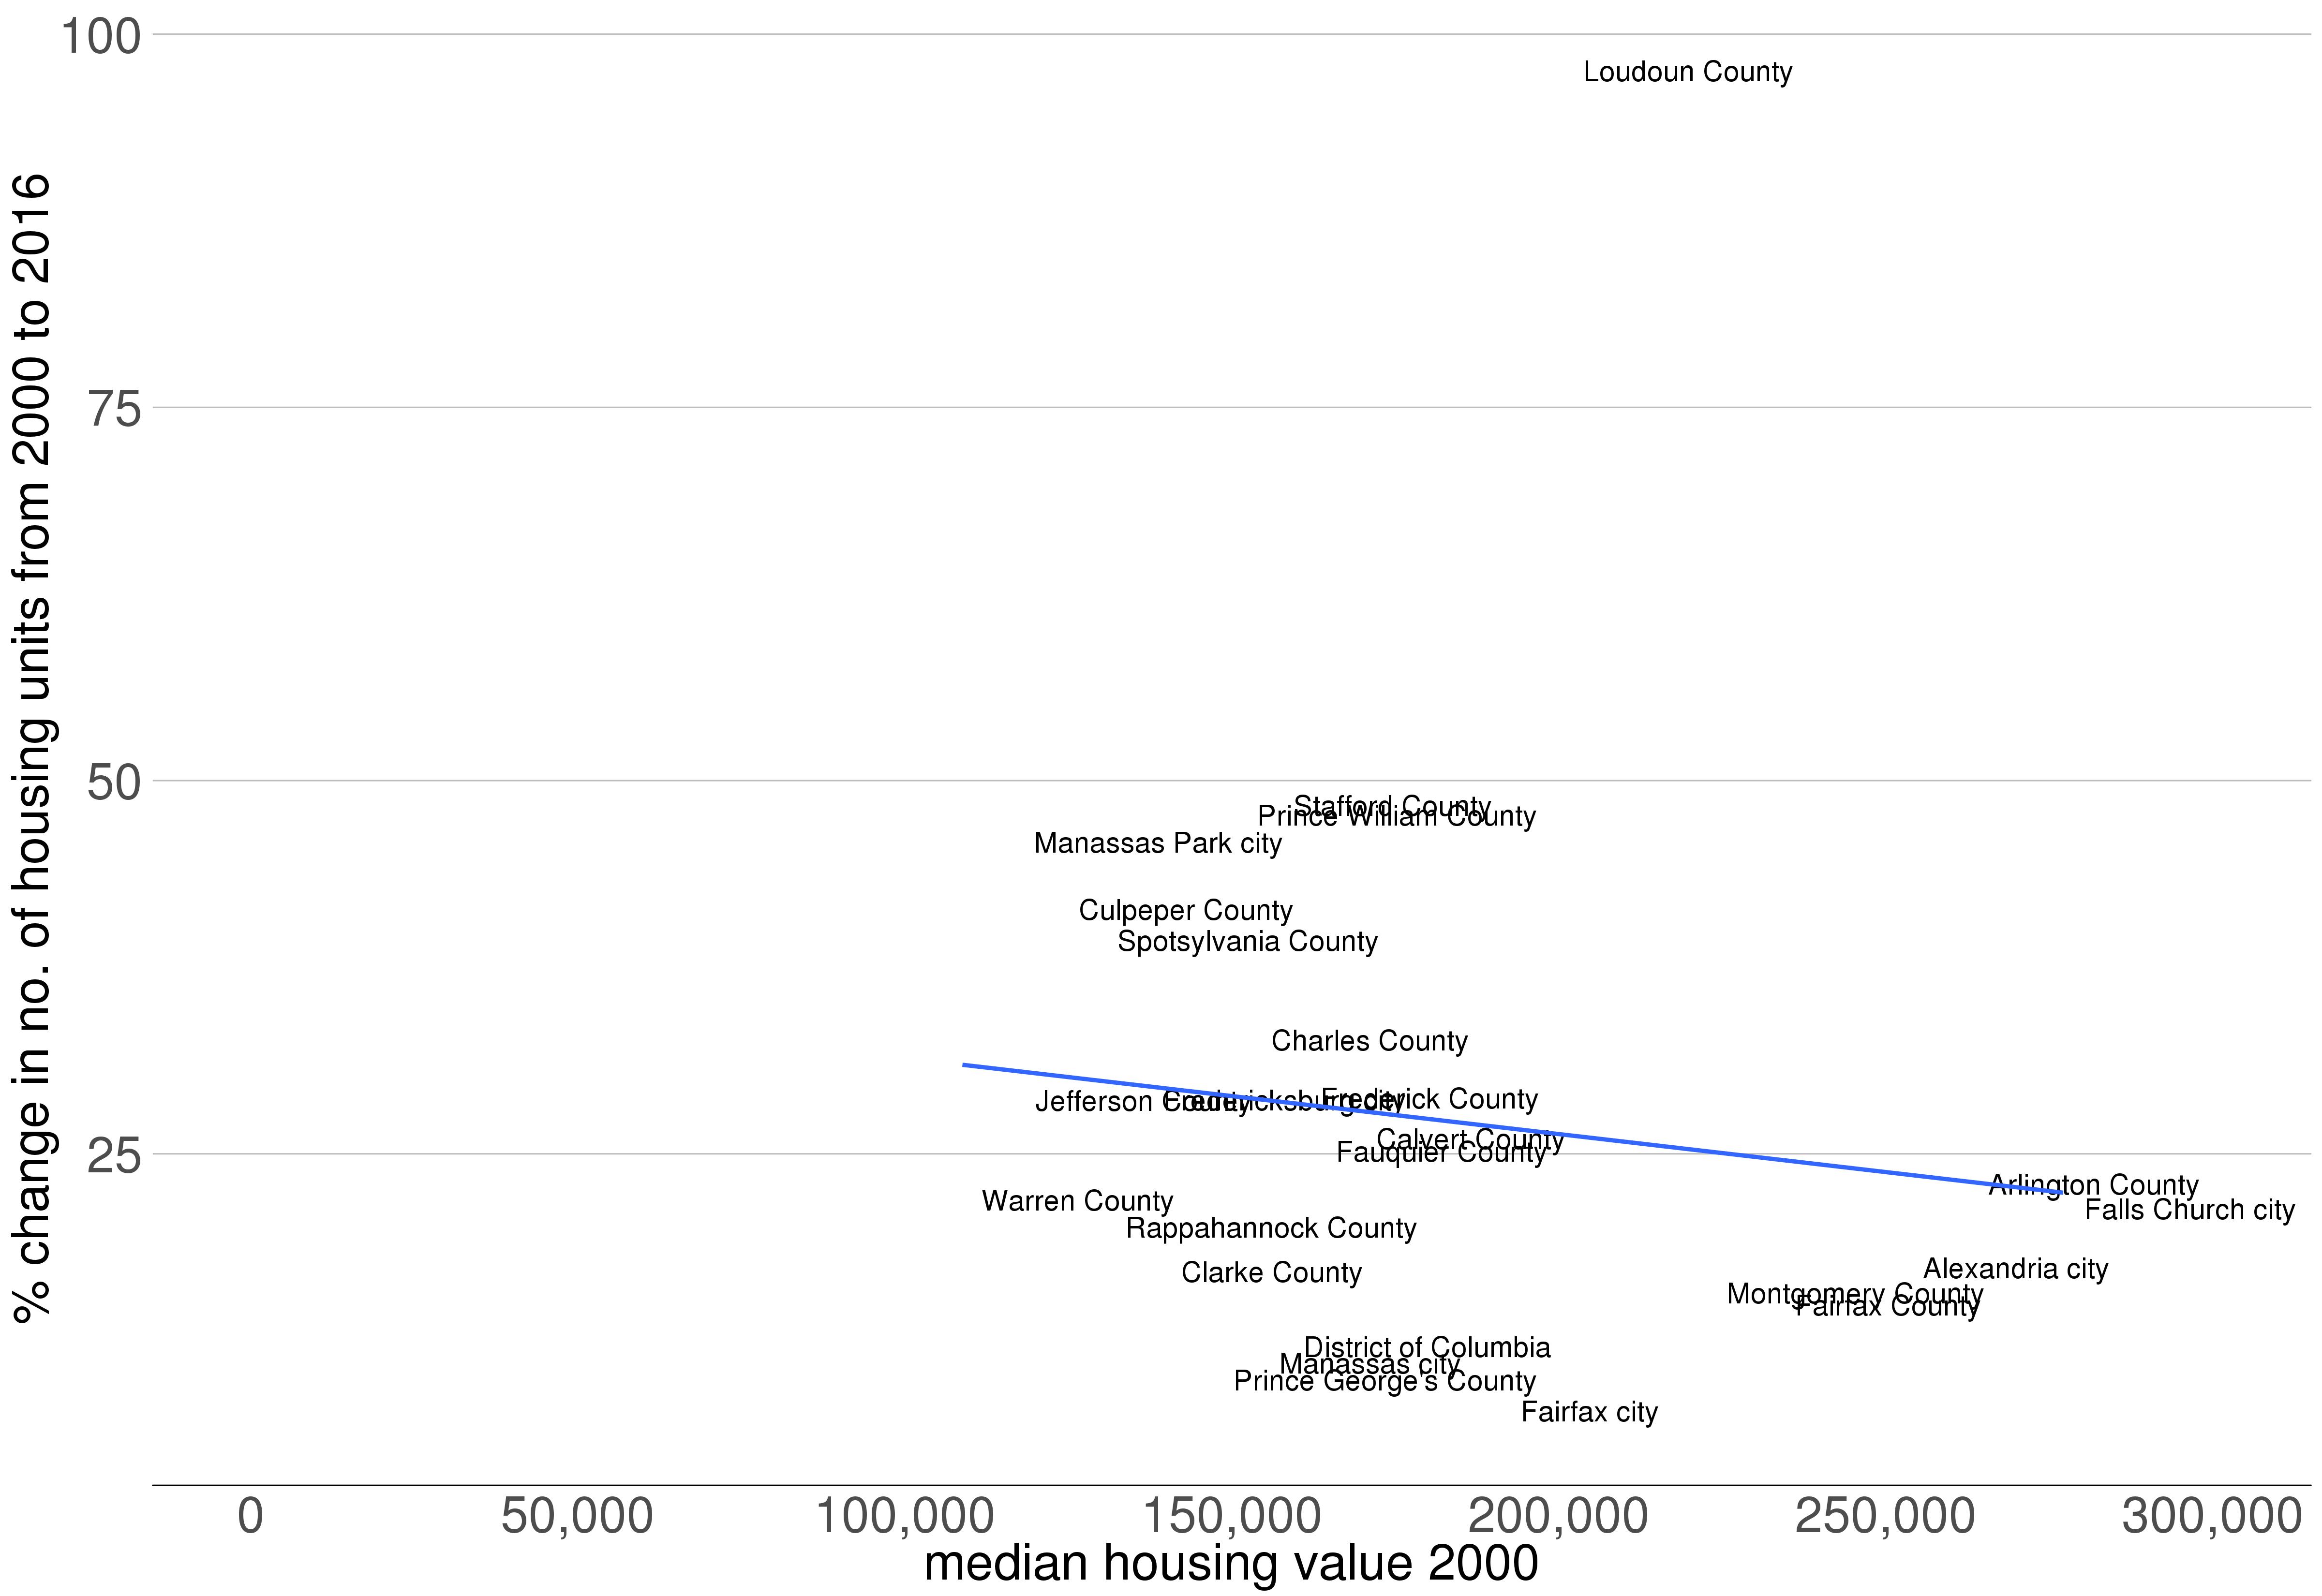 % change in no. of housing units from 2000 to 2016
100
75
50
25
Loudoun County
Stafford County
Prince William County
Manassas Park city
Culpeper County
Spotsylvania County
Charles County
Frederick County
Jefferson County
Fredericksburg city
Calvert County
Fauquier County
Arlington County
Warren County
Falls Church city
Rappahannock County
Alexandria city
Clarke County
Montgomery County
Fairfax County
District of Columbia
Manassas city
Prince George's County
Fairfax city
0 50,000 100,000 150,000 200,000 250,000 300,000
median housing value 2000